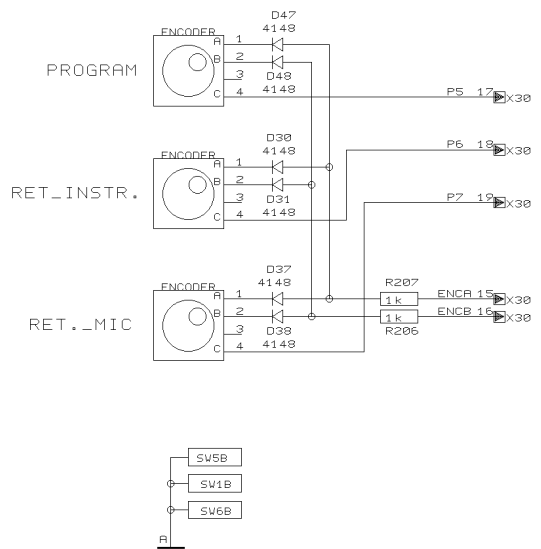 D47
ENCODER 4148
A 1
B 2
PROGRAM
3 D48
C 4 4148 P5 17 X30
D30
P6 18 X30
ENCODER 4148
A 1
B 2
RET_INSTR.
3 D31
P7 19 X30
C 4 4148
D37
ENCODER 4148 R207
A 1 1k ENCA 15 X30
B 2 1k ENCB 16 X30
RET._MIC
3 D38 R206
C 4 4148
SW5B
SW1B
SW6B
A